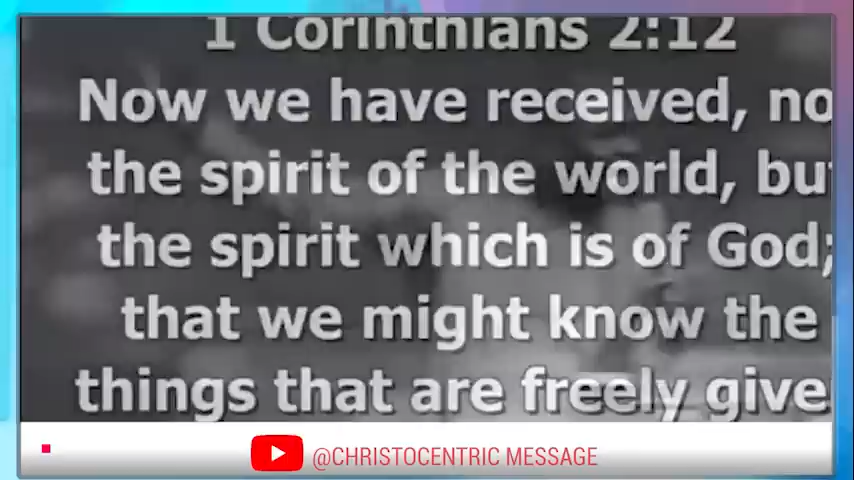 1 Corinthians 2:12
Now we have received, no
the spirit of the world, but
the spirit which is of God;
that we might know the
things that are freely give
@CHRISTOCENTRIC MESSAGE